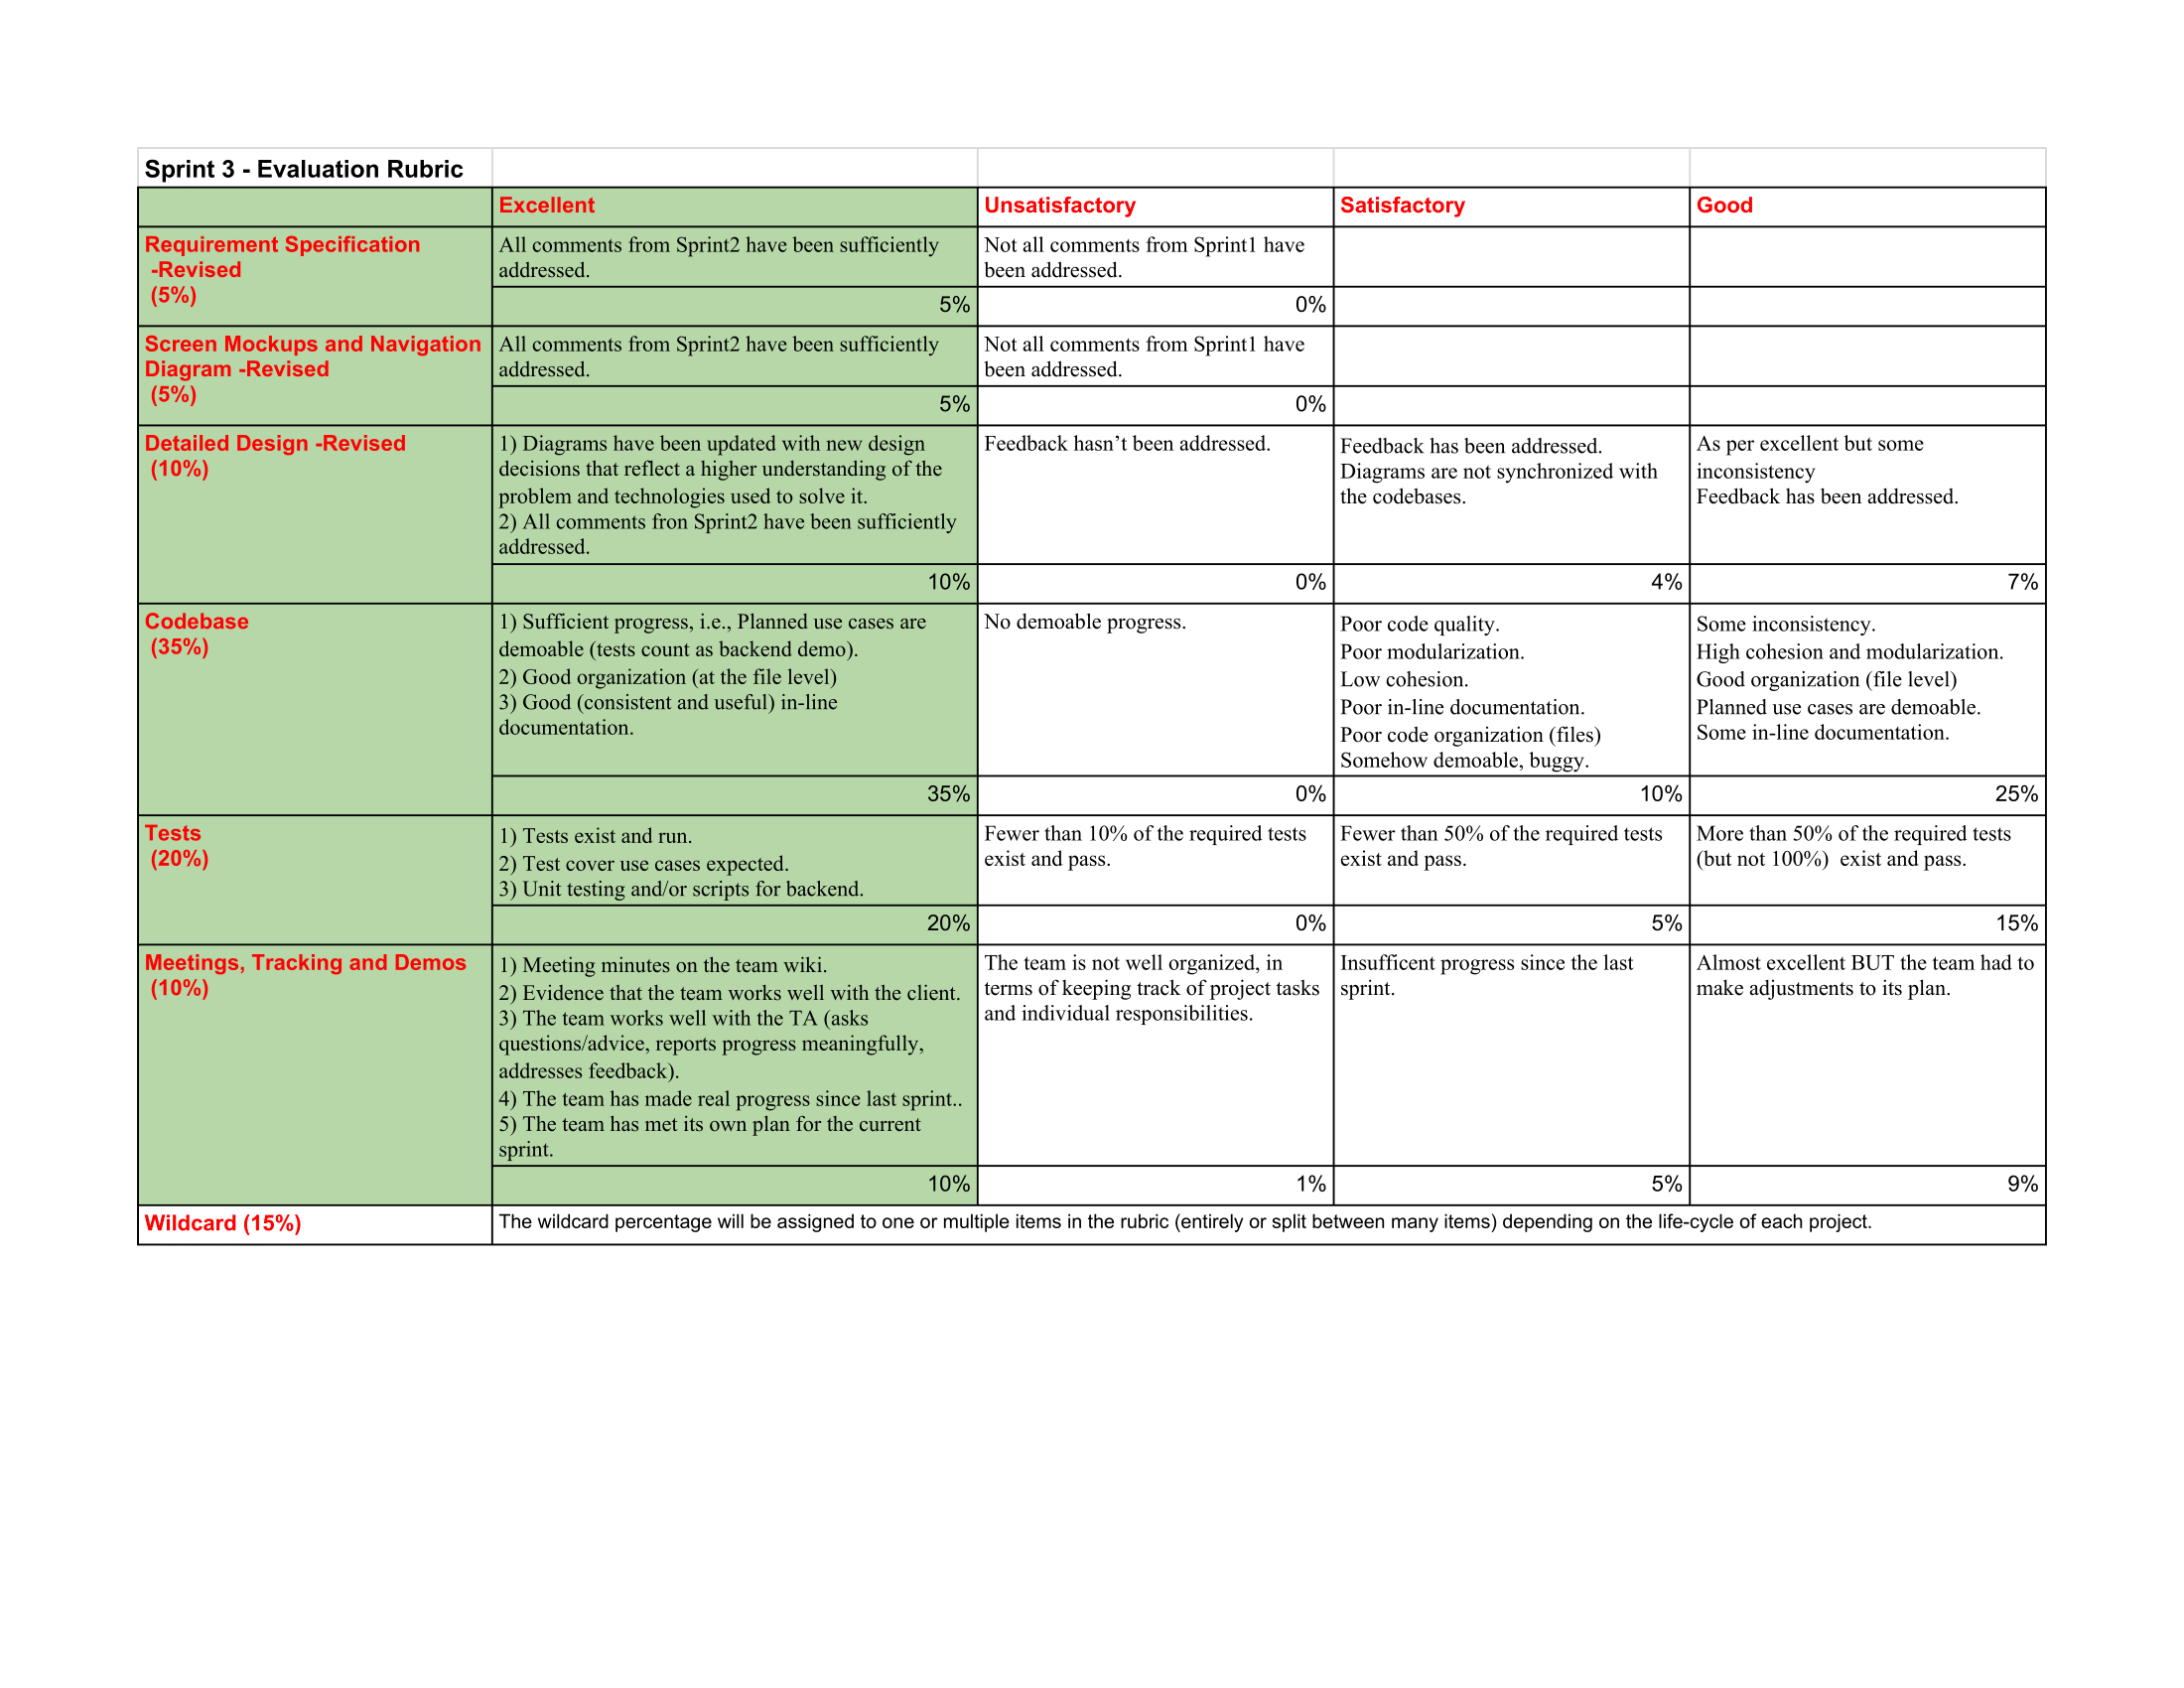 Sprint 3 - Evaluation Rubric
Excellent
Unsatisfactory
Satisfactory
Good
Requirement Specification
-Revised
(5%)
All comments from Sprint2 have been sufficiently
addressed.
Not all comments from Sprint1 have
been addressed.
5%
0%
Screen Mockups and Navigation
Diagram -Revised
(5%)
All comments from Sprint2 have been sufficiently
addressed.
Not all comments from Sprint1 have
been addressed.
5%
0%
Detailed Design -Revised
(10%)
1) Diagrams have been updated with new design
decisions that reflect a higher understanding of the
problem and technologies used to solve it.
2) All comments fron Sprint2 have been sufficiently
addressed.
Feedback hasn’t been addressed.
Feedback has been addressed.
Diagrams are not synchronized with
the codebases.
As per excellent but some
inconsistency
Feedback has been addressed.
10%
0%
4%
7%
Codebase
(35%)
1) Sufficient progress, i.e., Planned use cases are
demoable (tests count as backend demo).
2) Good organization (at the file level)
3) Good (consistent and useful) in-line
documentation.
No demoable progress.
Poor code quality.
Poor modularization.
Low cohesion.
Poor in-line documentation.
Poor code organization (files)
Somehow demoable, buggy.
Some inconsistency.
High cohesion and modularization.
Good organization (file level)
Planned use cases are demoable.
Some in-line documentation.
35%
0%
10%
25%
Tests
(20%)
1) Tests exist and run.
2) Test cover use cases expected.
3) Unit testing and/or scripts for backend.
Fewer than 10% of the required tests
exist and pass.
Fewer than 50% of the required tests
exist and pass.
More than 50% of the required tests
(but not 100%)  exist and pass.
20%
0%
5%
15%
Meetings, Tracking and Demos
(10%)
1) Meeting minutes on the team wiki.
2) Evidence that the team works well with the client.
3) The team works well with the TA (asks
questions/advice, reports progress meaningfully,
addresses feedback).
4) The team has made real progress since last sprint..
5) The team has met its own plan for the current
sprint.
The team is not well organized, in
terms of keeping track of project tasks
and individual responsibilities.
Insufficent progress since the last
sprint.
Almost excellent BUT the team had to
make adjustments to its plan.
10%
1%
5%
9%
Wildcard (15%)
The wildcard percentage will be assigned to one or multiple items in the rubric (entirely or split between many items) depending on the life-cycle of each project.